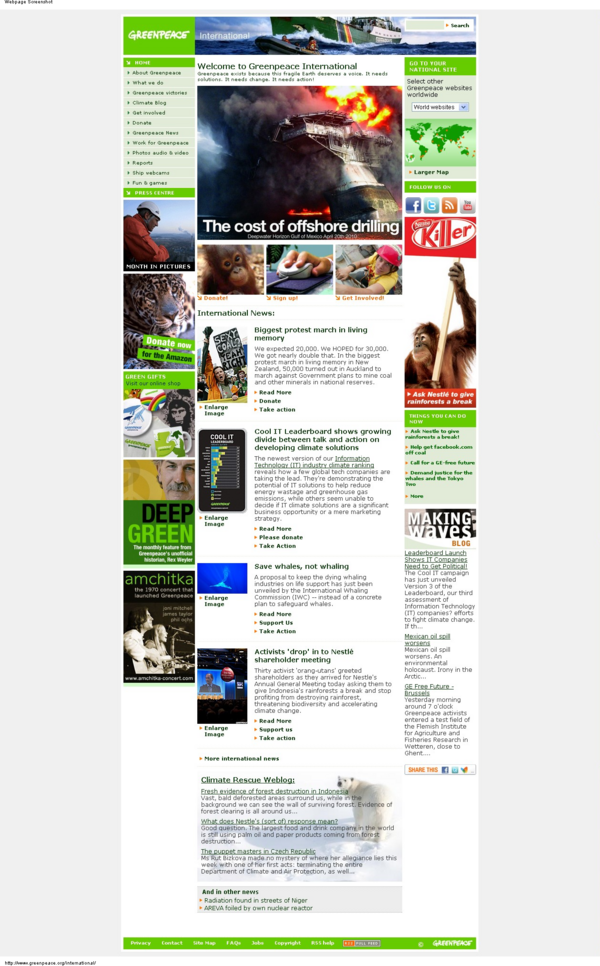 Webpage Screenshot
GREENPEACE
International
Search
HOME
About Greenpeace
What we do
Greenpeace victories
Climate Blog
Get involved
Donate
Greenpeace News
Work for Greenpeace
Photos audio & video
Reports
Ship webcams
Fun & games
PRESS CENTRE
MONTH IN PICTURES
Donate now
for the Amazon
GREEN GIFTS
Visit our online shop
DEEP
GREEN
The monthly feature from
Greenpeace's unofficial
historian, Rex Weyler
amchitka
the 1970 concert that
launched Greenpeace
joni mitchell
james taylor
phil ochs
www.amchitka-concert.com
Welcome to Greenpeace International
Greenpeace exists because this fragile Earth deserves a voice. It needs
solutions. It needs change. It needs action!
The cost of offshore drilling
Deepwater Horizon Gulf of Mexico April 20th 2010
Donate!
Sign up!
Get Involved!
International News:
Enlarge
Image
Biggest protest march in living
memory
We expected 20,000. We HOPED for 30,000.
We got nearly double that. In the biggest
protest march in living memory in New
Zealand, 50,000 turned out in Auckland to
march against Government plans to mine coal
and other minerals in national reserves.
Read More
Donate
Take action
COOL IT
LEADERBOARD
Enlarge
Image
Cool IT Leaderboard shows growing
divide between talk and action on
developing climate solutions
The newest version of our Information
Technology (IT) industry climate ranking
reveals how a few global tech companies are
taking the lead. They're demonstrating the
potential of IT solutions to help reduce
energy wastage and greenhouse gas
emissions, while others seem unable to
decide if IT climate solutions are a significant
business opportunity or a mere marketing
strategy.
Read More
Please donate
Take Action
Enlarge
Image
Save whales, not whaling
A proposal to keep the dying whaling
industries on life support has just been
unveiled by the International Whaling
Commission (IWC) -- instead of a concrete
plan to safeguard whales.
Read More
Support Us
Take Action
Enlarge
Image
Activists 'drop' in to Nestlé
shareholder meeting
Thirty activist 'orang-utans' greeted
shareholders as they arrived for Nestle's
Annual General Meeting today asking them to
give Indonesia's rainforests a break and stop
profiting from destroying rainforest,
threatening biodiversity and accelerating
climate change.
Read More
Support us
Take action
More international news
Climate Rescue Weblog:
Fresh evidence of forest destruction in Indonesia
Vast, bald deforested areas surround us, while in the
background we can see the wall of surviving forest. Evidence of
forest clearing is all around us...
What does Nestle's (sort of) response mean?
Good question. The largest food and drink company in the world
is still using palm oil and paper products coming from forest
destruction...
The puppet masters in Czech Republic
Ms Rut Bizkova made no mystery of where her allegiance lies this
week with one of her first acts: terminating the entire
Department of Climate and Air Protection, as well...
And in other news
Radiation found in streets of Niger
AREVA foiled by own nuclear reactor
GO TO YOUR
NATIONAL SITE
Select other
Greenpeace websites
worldwide
World websites
Larger Map
FOLLOW US ON
Killer
Ask Nestlé to give
rainforests a break
THINGS YOU CAN DO
NOW
Ask Nestle to give
rainforests a break!
Help get facebook.com
off coal
Call for a GE-free future
Demand justice for the
whales and the Tokyo
Two
More
MAKING
waves
BLOG
Leaderboard Launch
Shows IT Companies
Need to Get Political!
The Cool IT campaign
has just unveiled
Version 3 of the
Leaderboard, our third
assessment of
Information Technology
(IT) companies? efforts
to fight climate change.
If th...
Mexican oil spill
worsens
Mexican oil spill
worsens. An
environmental
holocaust. Irony in the
Arctic...
GE Free Future -
Brussels
Yesterday morning
around 7 o'clock
Greenpeace activists
entered a test field of
the Flemish Institute
for Agriculture and
Fisheries Research in
Wetteren, close to
Ghent....
SHARE THIS
Privacy Contact Site Map FAQs Jobs Copyright RSS help RSS FULL FEED © GREENPEACE
http://www.greenpeace.org/international/